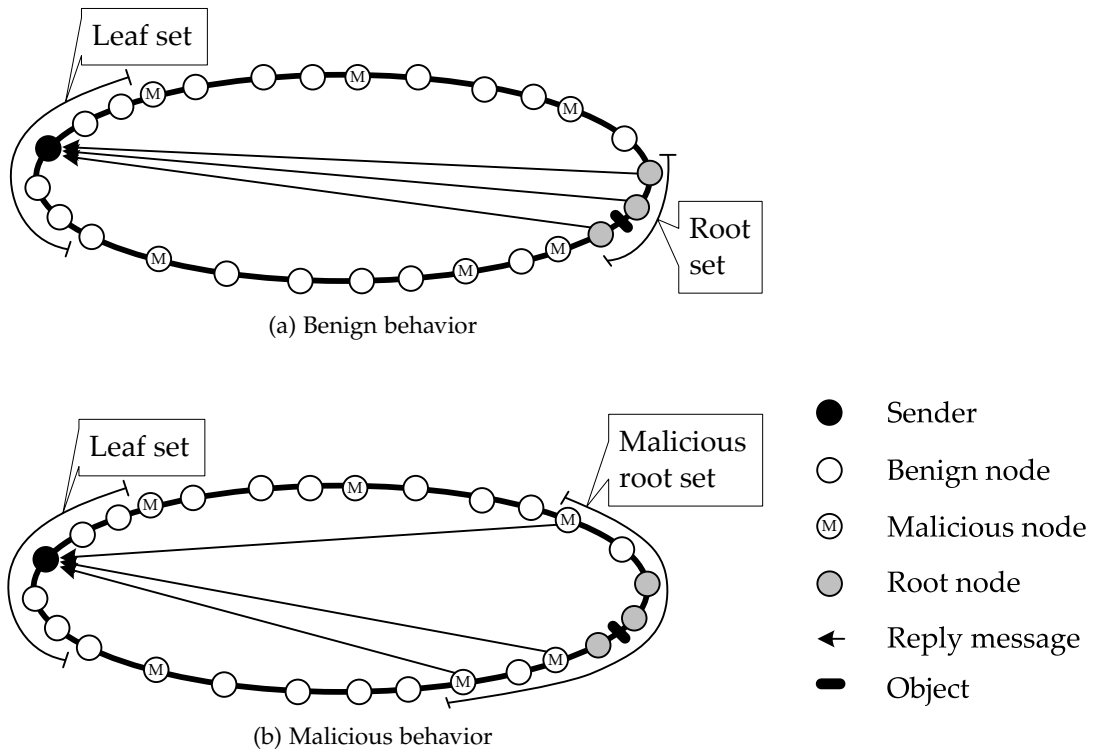 Leaf set
M
M
M
Root
set
M
M
M
(a) Benign behavior
Leaf set
Malicious
root set
M
M
M
M
M
M
(b) Malicious behavior
Sender
Benign node
M
Malicious node
Root node
Reply message
Object